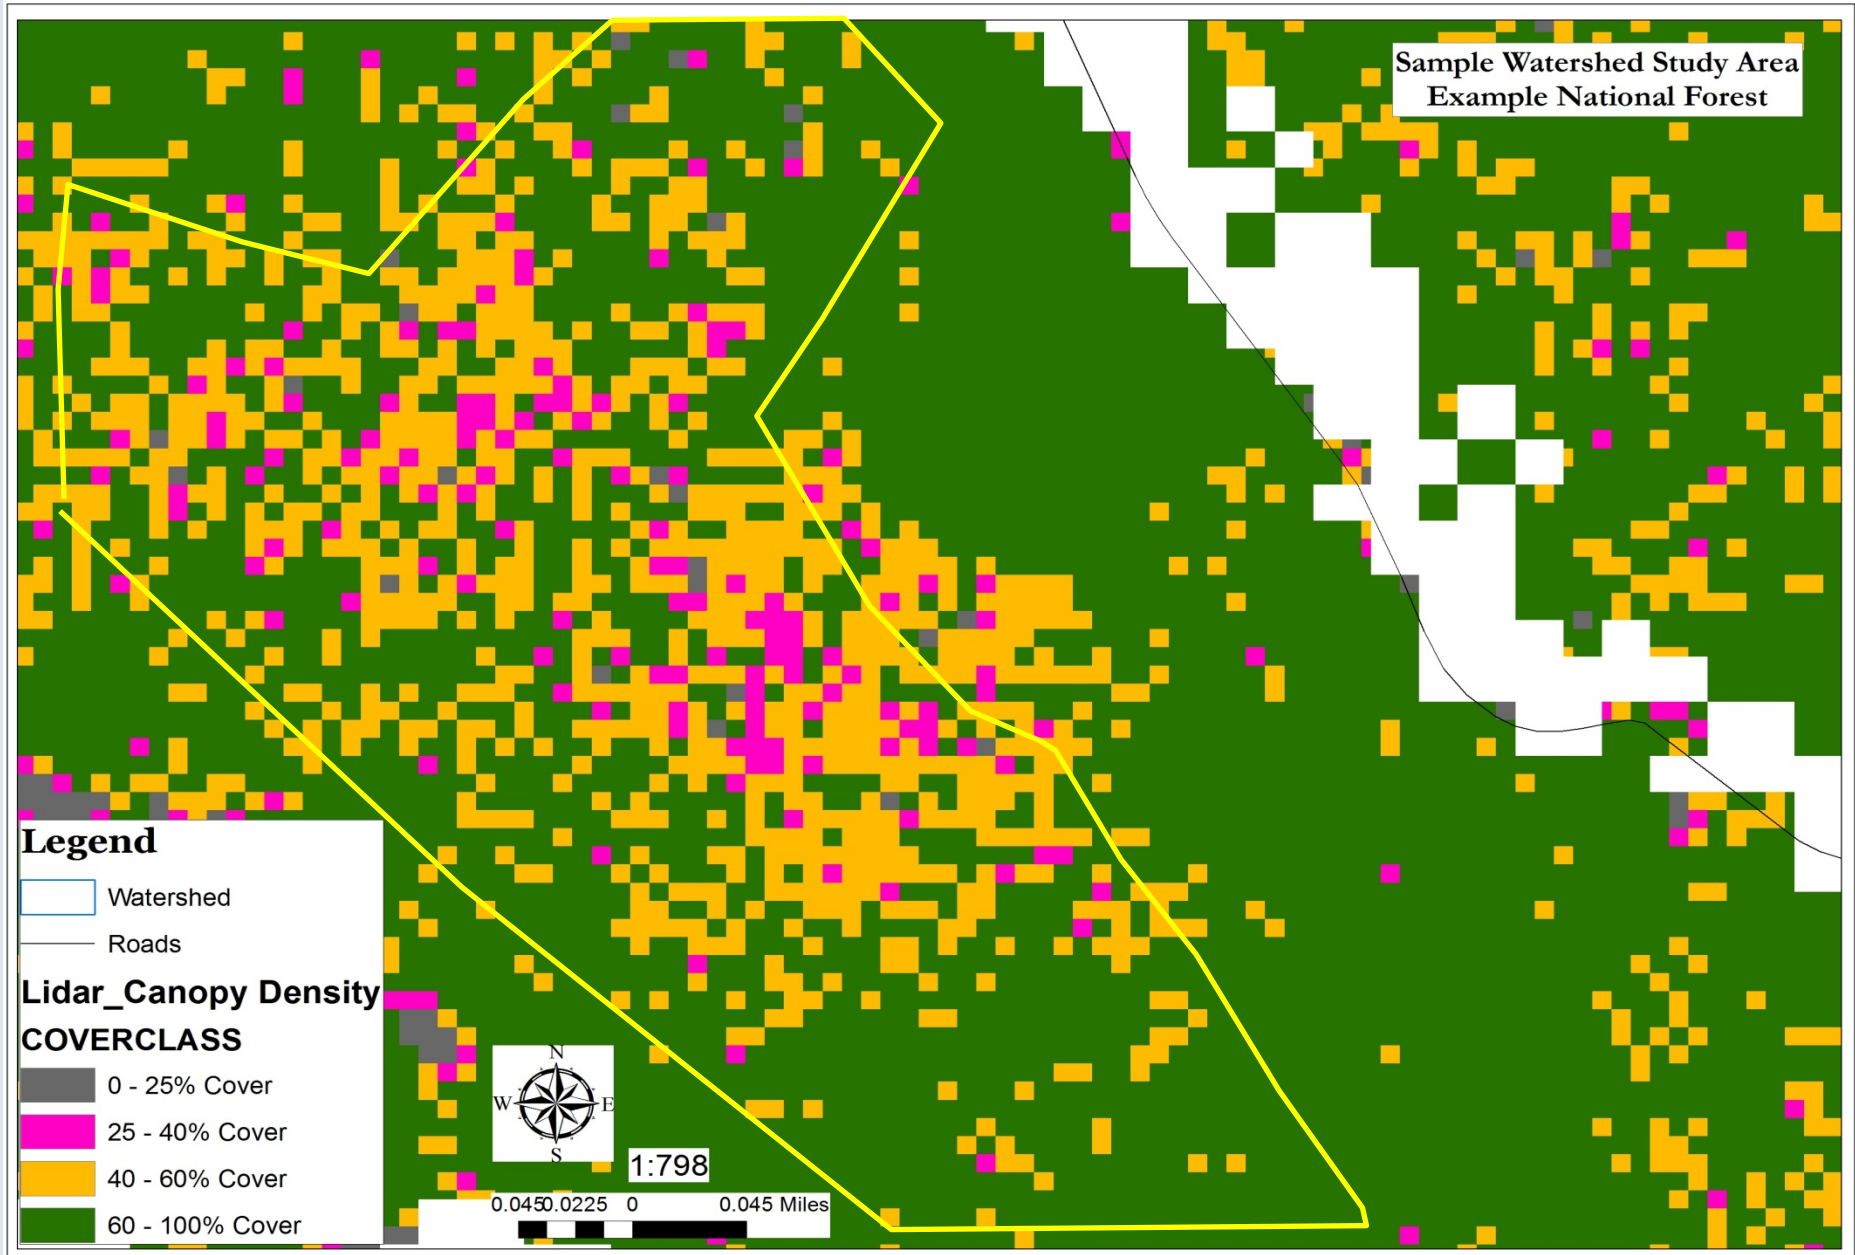 Sample Watershed Study Area
Example National Forest
Legend
Watershed
Roads
Lidar_Canopy Density
COVERCLASS
0 - 25% Cover
25 - 40% Cover
40 - 60% Cover
60 - 100% Cover
N
W E
S
1:798
0.045 0.0225 0 0.045 Miles